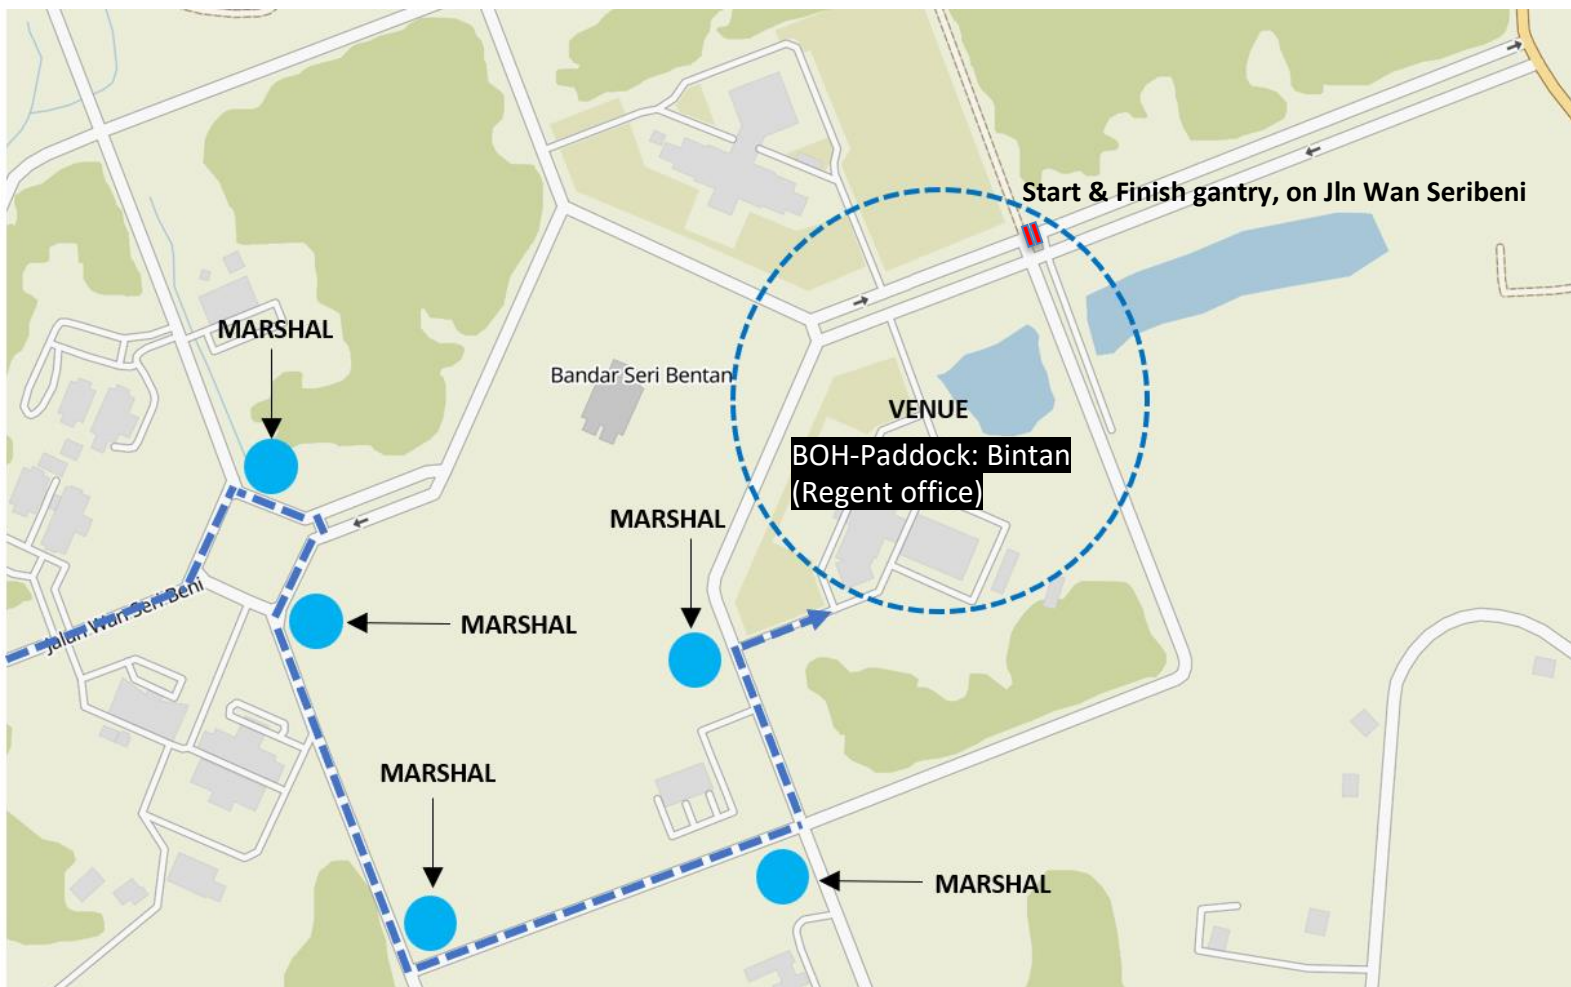 Start & Finish gantry, on Jln Wan Seribeni
MARSHAL
Bandar Seri Bentan
VENUE
BOH-Paddock: Bintan
(Regent office)
MARSHAL
Jalan Wan Seri Beni
MARSHAL
MARSHAL
MARSHAL